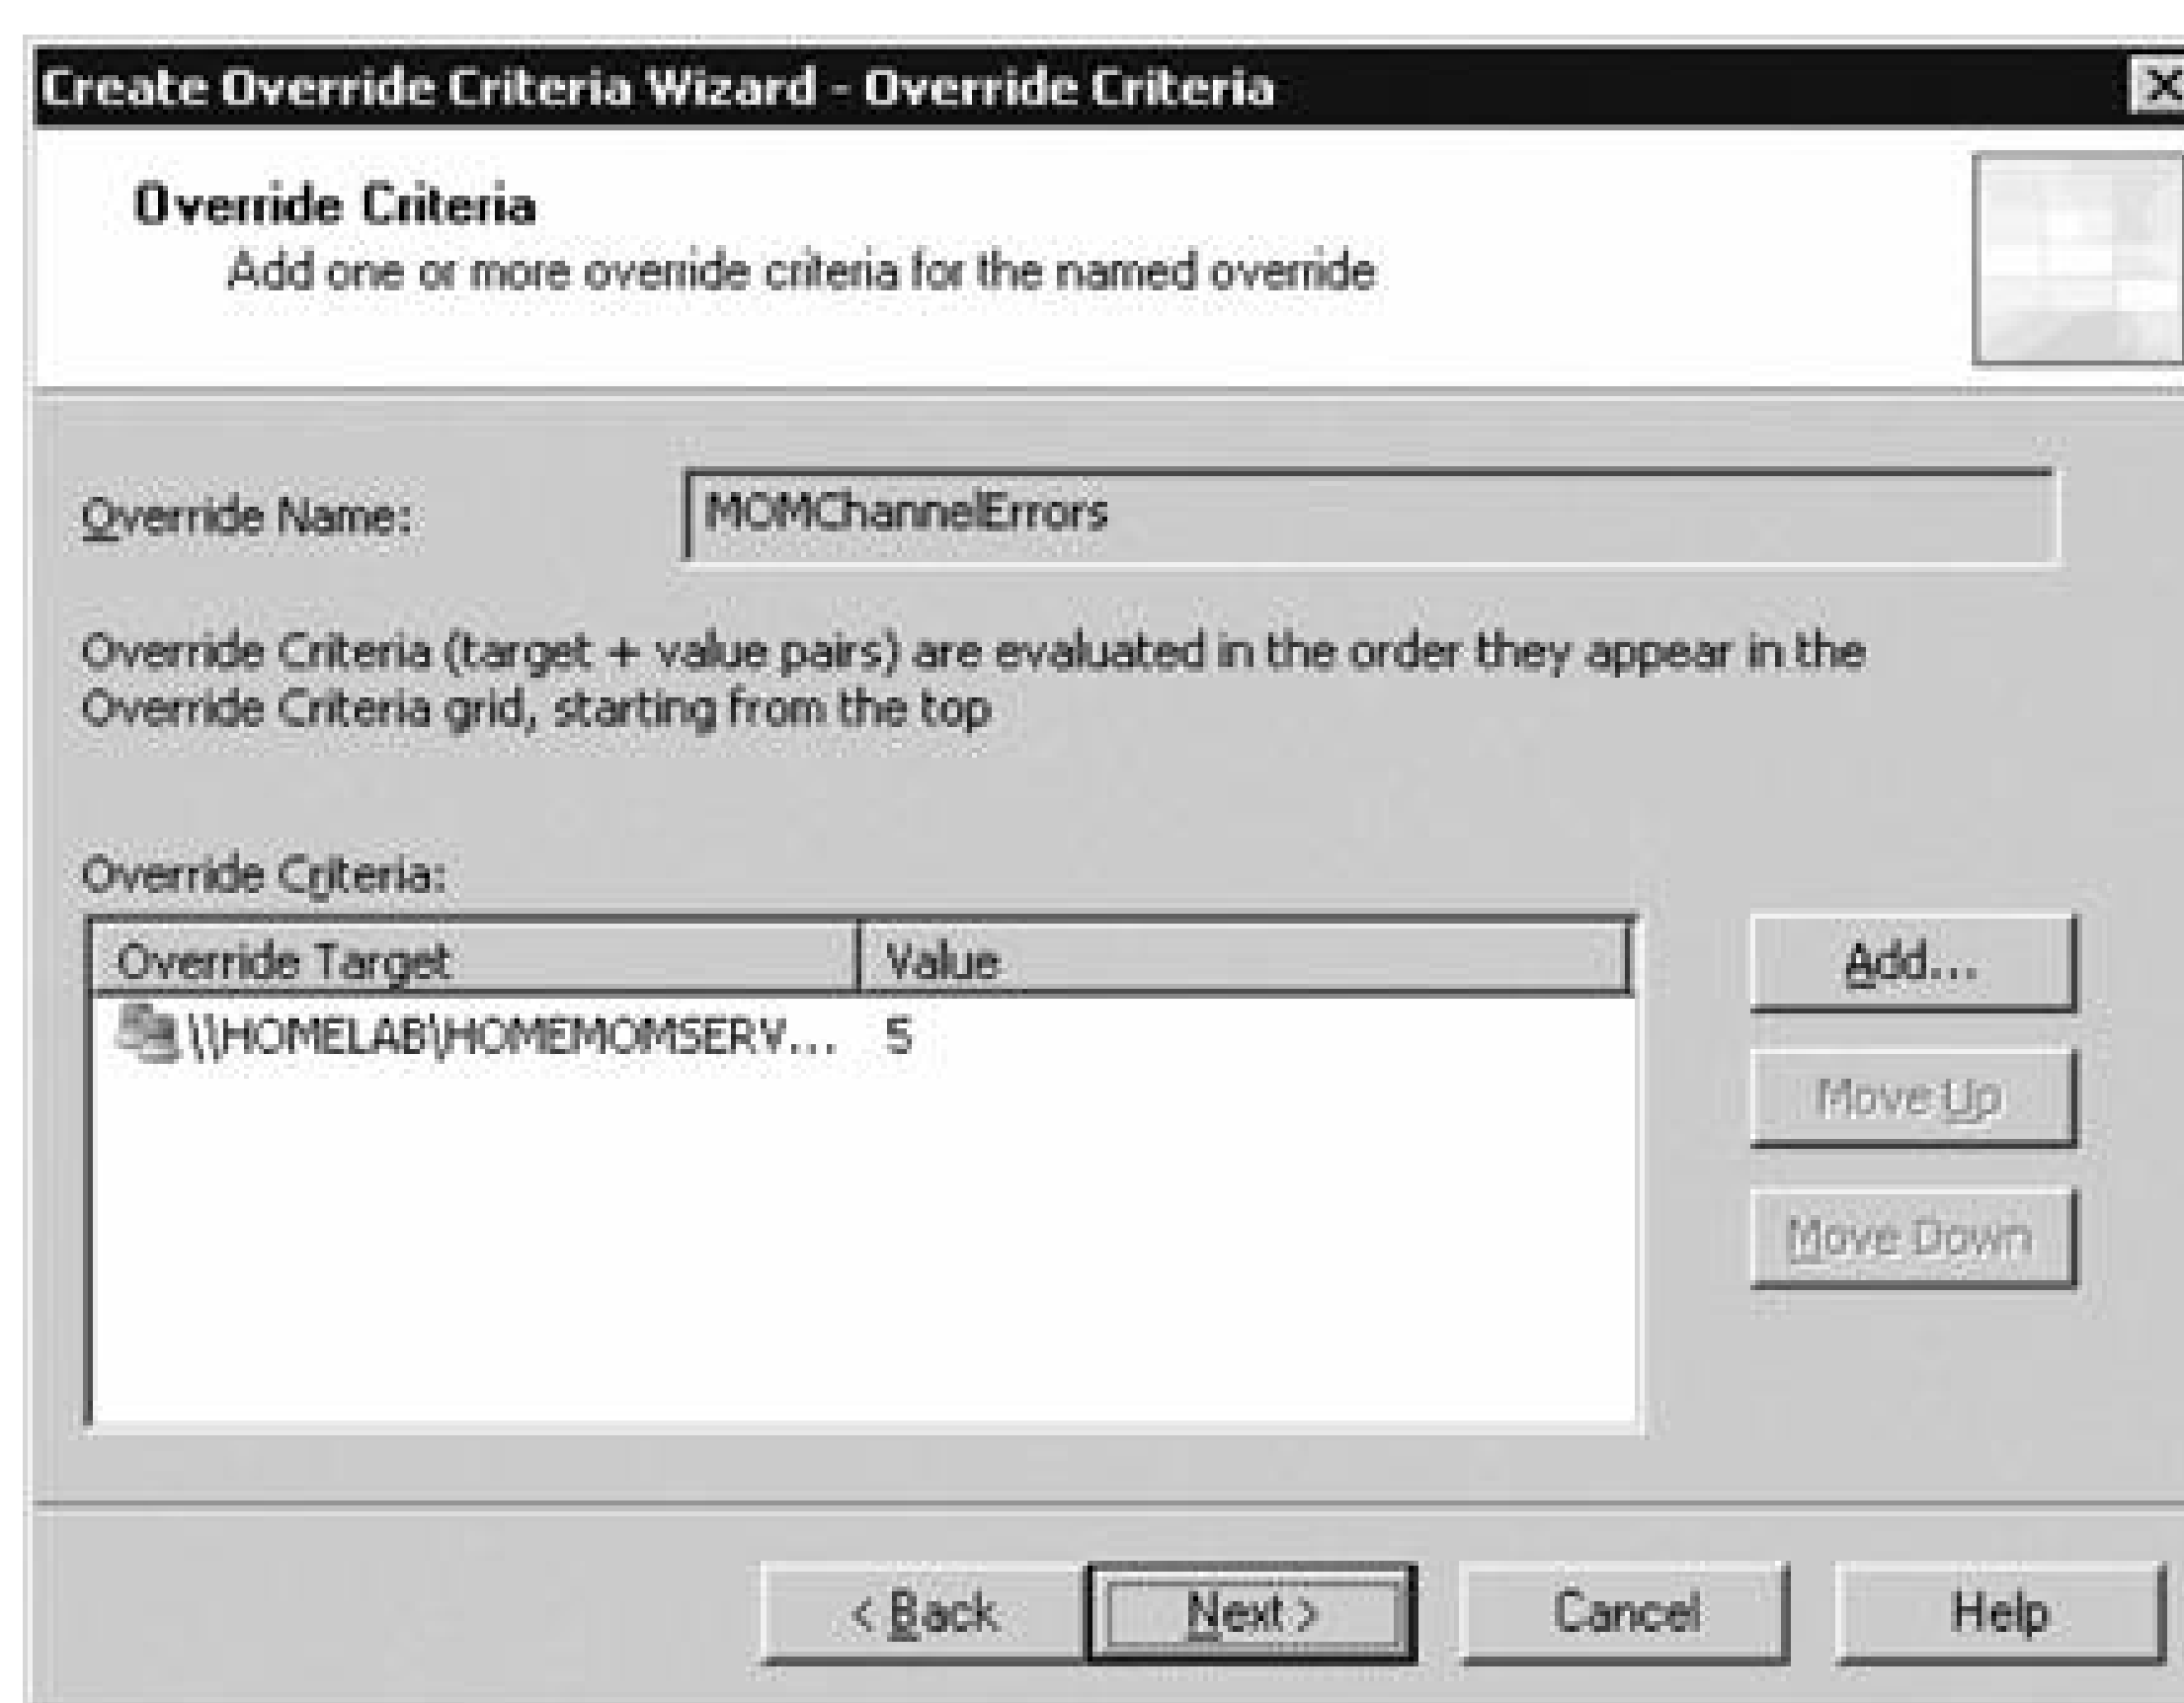 Create Override Criteria Wizard - Override Criteria
Override Criteria
Add one or more override criteria for the named override
Override Name: MOMChannelErrors
Override Criteria (target + value pairs) are evaluated in the order they appear in the
Override Criteria grid, starting from the top
Override Criteria:
Override Target Value
\\HOMELAB\HOMEMOMSERV... 5
Add...
Move Up
Move Down
< Back Next > Cancel Help